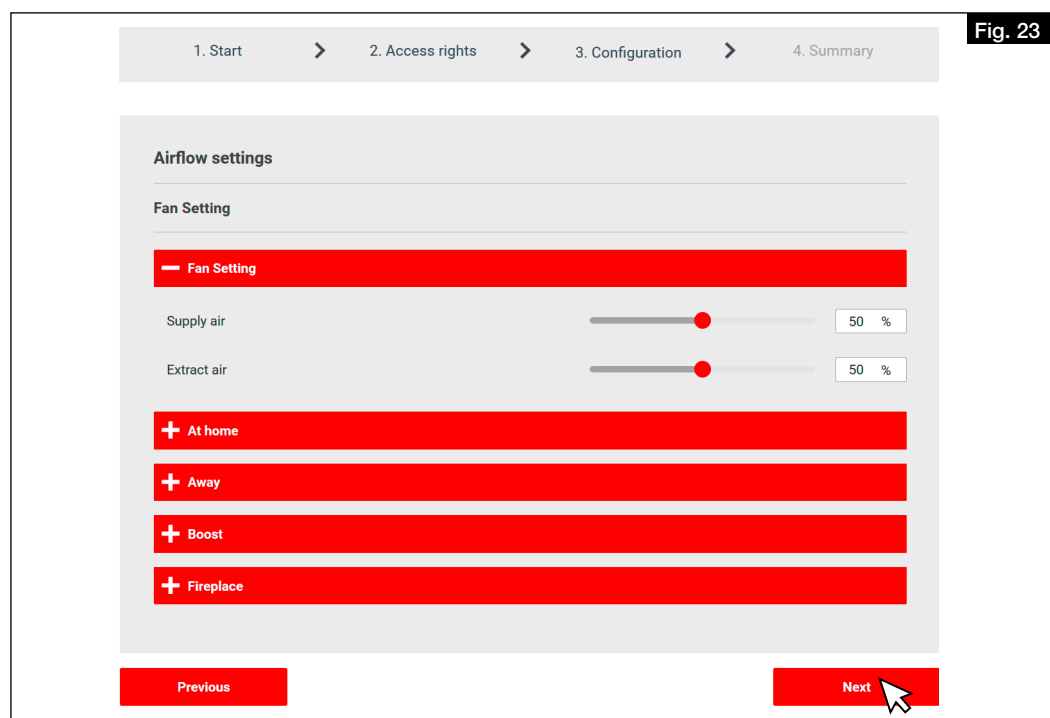 Fig. 23
1. Start 2. Access rights 3. Configuration 4. Summary
Airflow settings
Fan Setting
Fan Setting
Supply air 50 %
Extract air 50 %
At home
Away
Boost
Fireplace
Previous Next